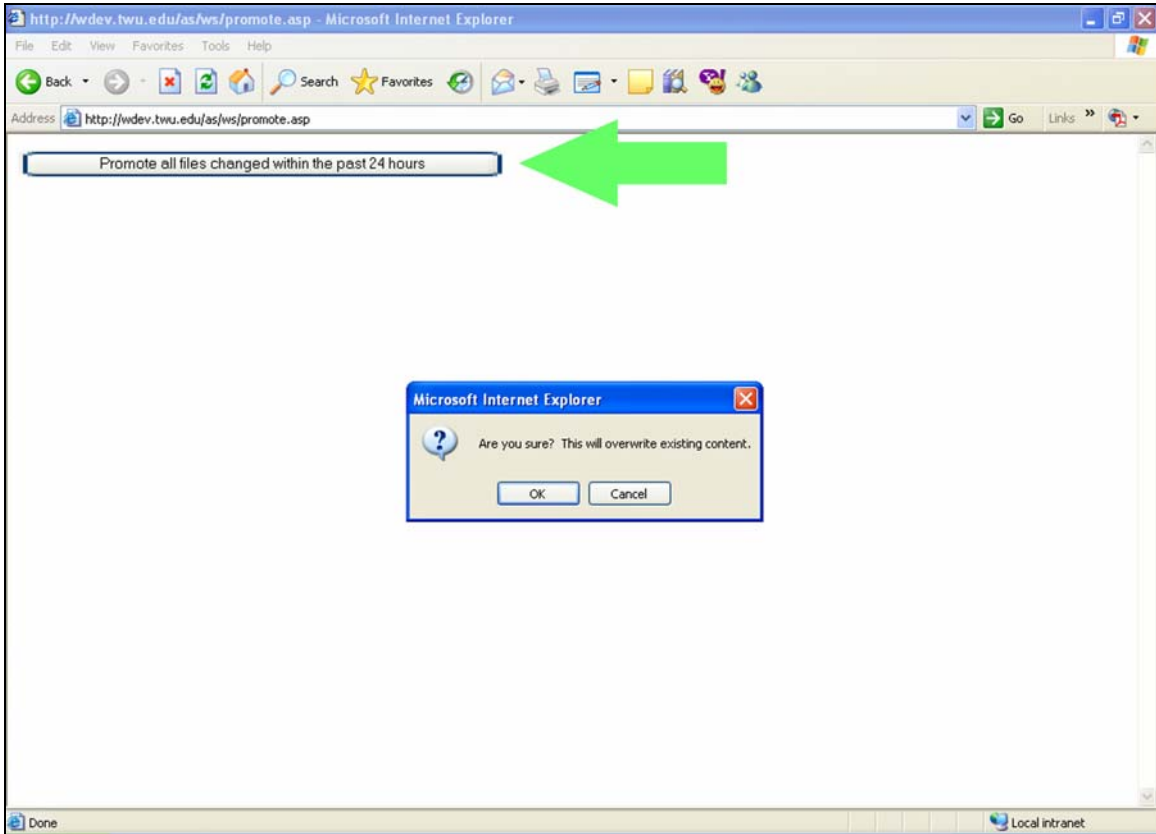 http://wdev.twu.edu/as/ws/promote.asp - Microsoft Internet Explorer
File Edit View Favorites Tools Help
Back Search Favorites
Address http://wdev.twu.edu/as/ws/promote.asp Go Links »
Promote all files changed within the past 24 hours
Microsoft Internet Explorer
Are you sure? This will overwrite existing content.
OK Cancel
Done Local intranet